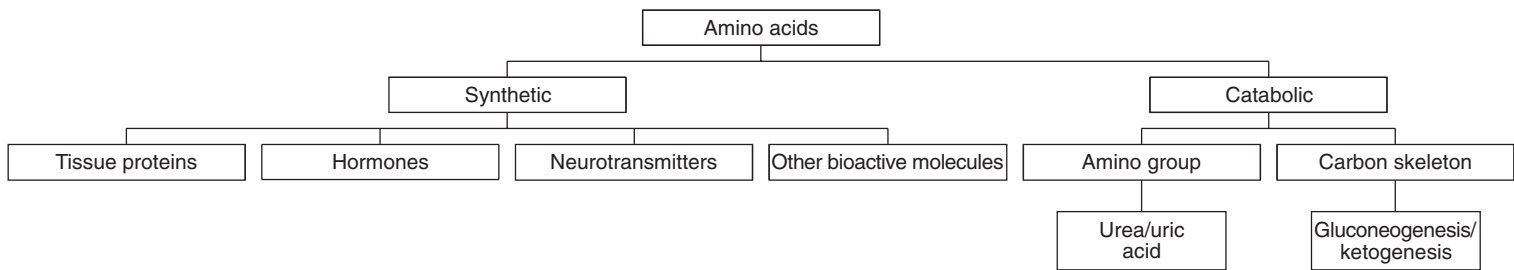 Amino acids
Synthetic
Catabolic
Tissue proteins
Hormones
Neurotransmitters
Other bioactive molecules
Amino group
Carbon skeleton
Urea/uric
acid
Gluconeogenesis/
ketogenesis